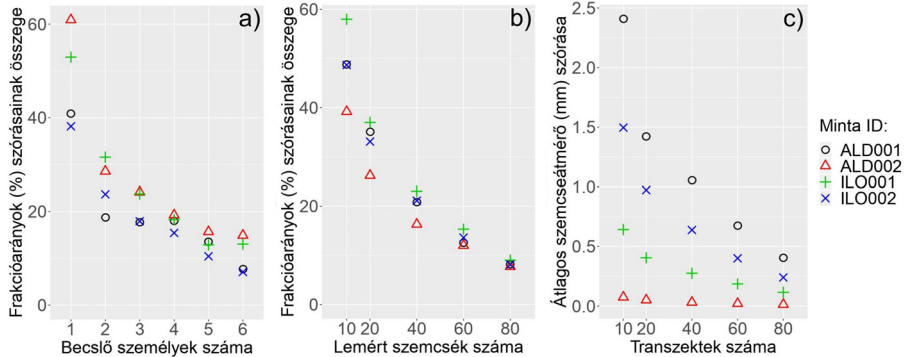 a)
Frakcióarányok (%) szórásainak összege
60
40
20
0
1 2 3 4 5 6
Becslő személyek száma
b)
Frakcióarányok (%) szórásainak összege
60
40
20
0
10 20 40 60 80
Lemért szemcsék száma
c)
Átlagos szemcseátmérő (mm) szórása
2.5
2.0
1.5
1.0
0.5
0.0
10 20 40 60 80
Transzektek száma
Minta ID:
ALD001
ALD002
ILO001
ILO002